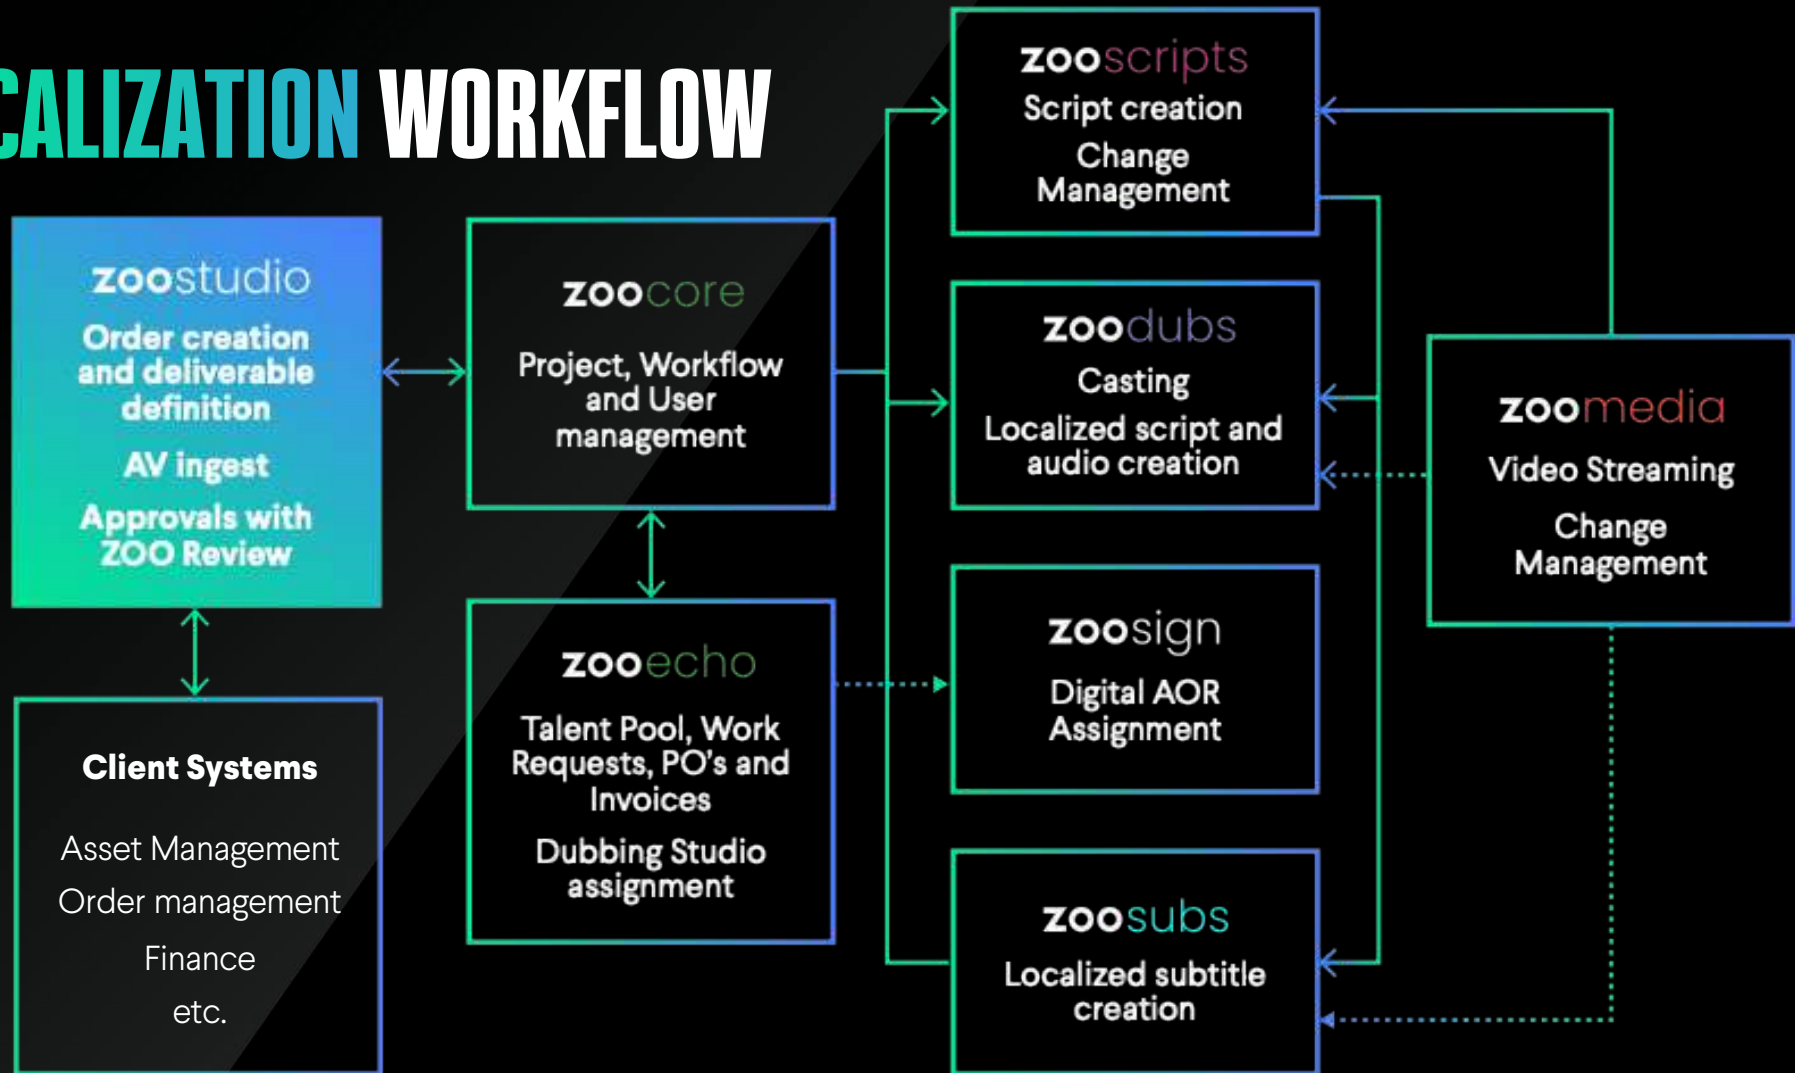 CALIZATION WORKFLOW
zoostudio
Order creation
and deliverable
definition
AV ingest
Approvals with
ZOO Review
Client Systems
Asset Management
Order management
Finance
etc.
zoocore
Project, Workflow
and User
management
zooecho
Talent Pool, Work
Requests, PO's and
Invoices
Dubbing Studio
assignment
zooscripts
Script creation
Change
Management
zoodubs
Casting
Localized script and
audio creation
zoosign
Digital AOR
Assignment
zoosubs
Localized subtitle
creation
zoomedia
Video Streaming
Change
Management